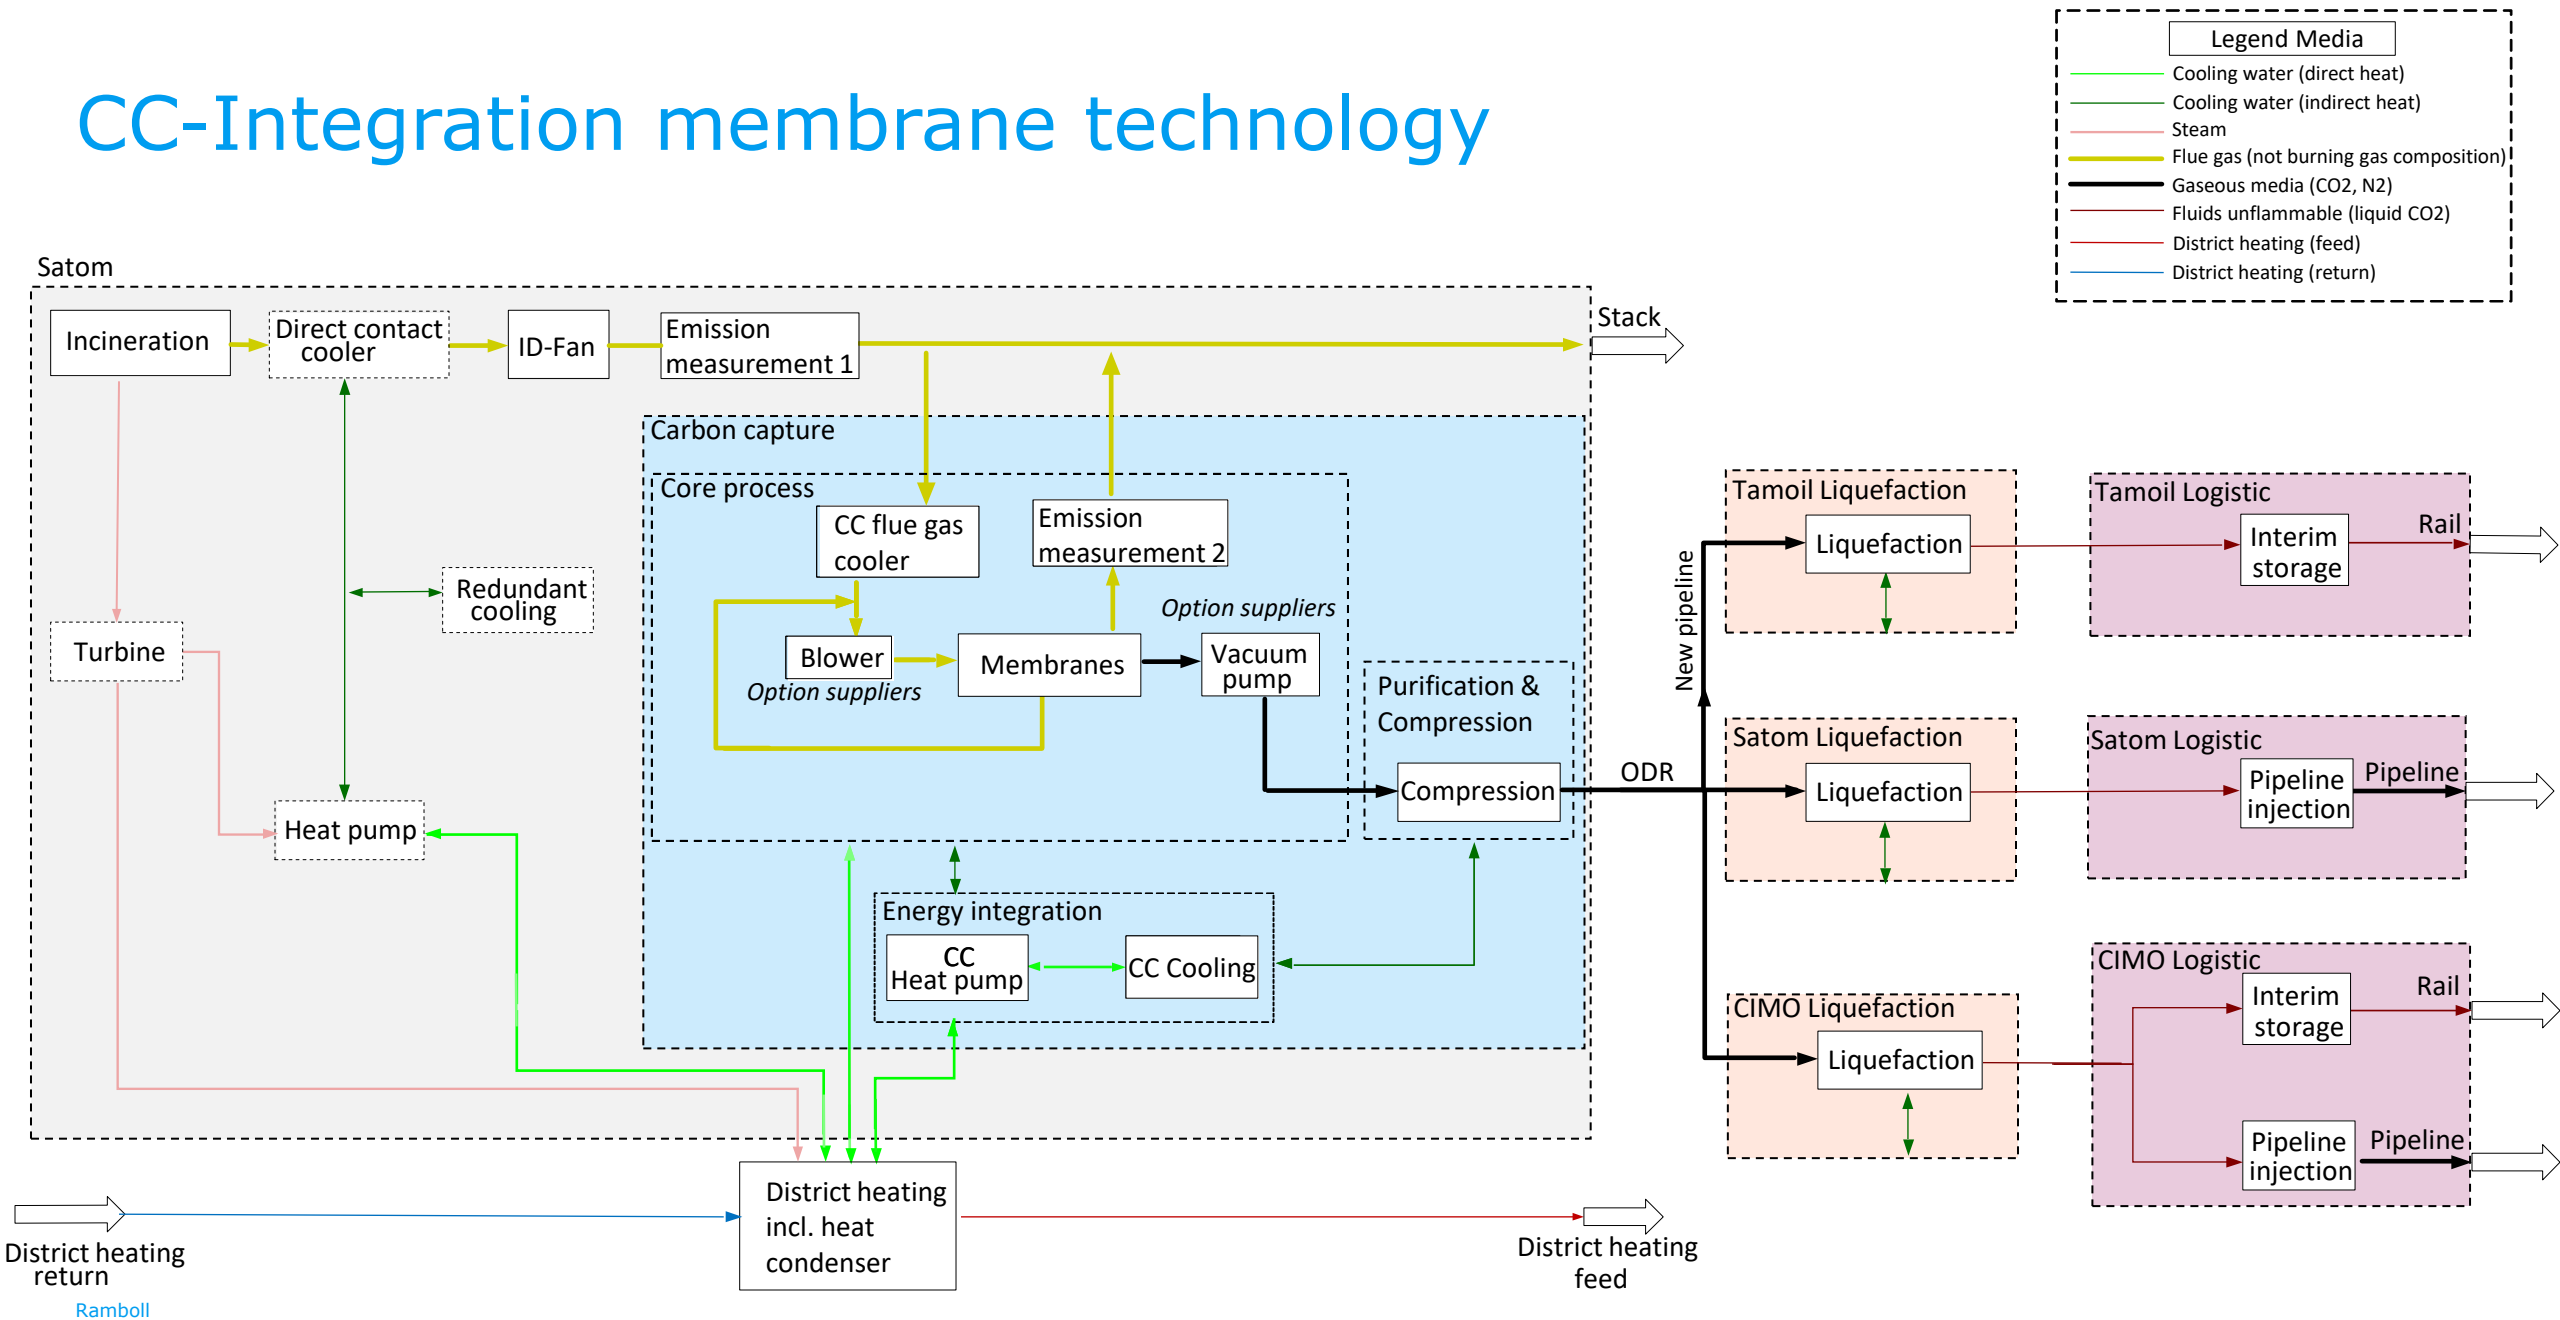 CC-Integration membrane technology
Legend Media
Cooling water (direct heat)
Cooling water (indirect heat)
Steam
Flue gas (not burning gas composition)
Gaseous media (CO2, N2)
Fluids unflammable (liquid CO2)
District heating (feed)
District heating (return)
Satom
Incineration
Direct contact
cooler
ID-Fan
Emission
measurement 1
Stack
Carbon capture
Core process
CC flue gas
cooler
Emission
measurement 2
Redundant
cooling
Option suppliers
Turbine
Blower
Option suppliers
Membranes
Vacuum
pump
Purification &
Compression
Compression
Heat pump
Energy integration
CC
Heat pump
CC Cooling
ODR
New pipeline
Tamoil Liquefaction
Liquefaction
Tamoil Logistic
Interim
storage
Rail
Satom Liquefaction
Liquefaction
Satom Logistic
Pipeline
injection
Pipeline
CIMO Liquefaction
Liquefaction
CIMO Logistic
Interim
storage
Rail
Pipeline
injection
Pipeline
District heating
return
District heating
incl. heat
condenser
District heating
feed
Ramboll